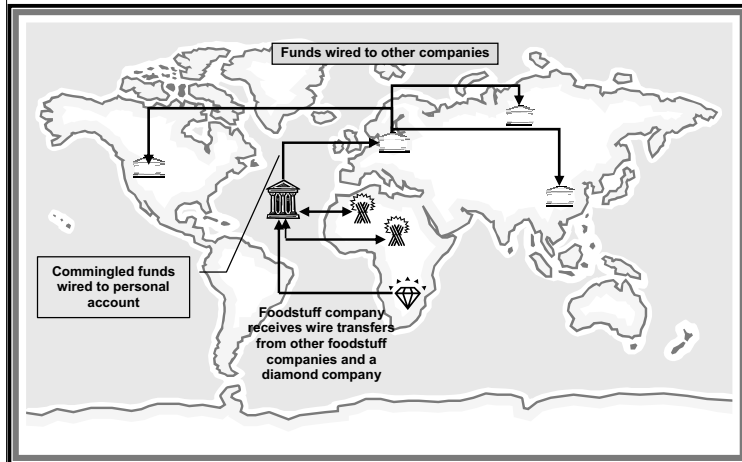 Funds wired to other companies
Commingled funds
wired to personal
account
Foodstuff company
receives wire transfers
from other foodstuff
companies and a
diamond company